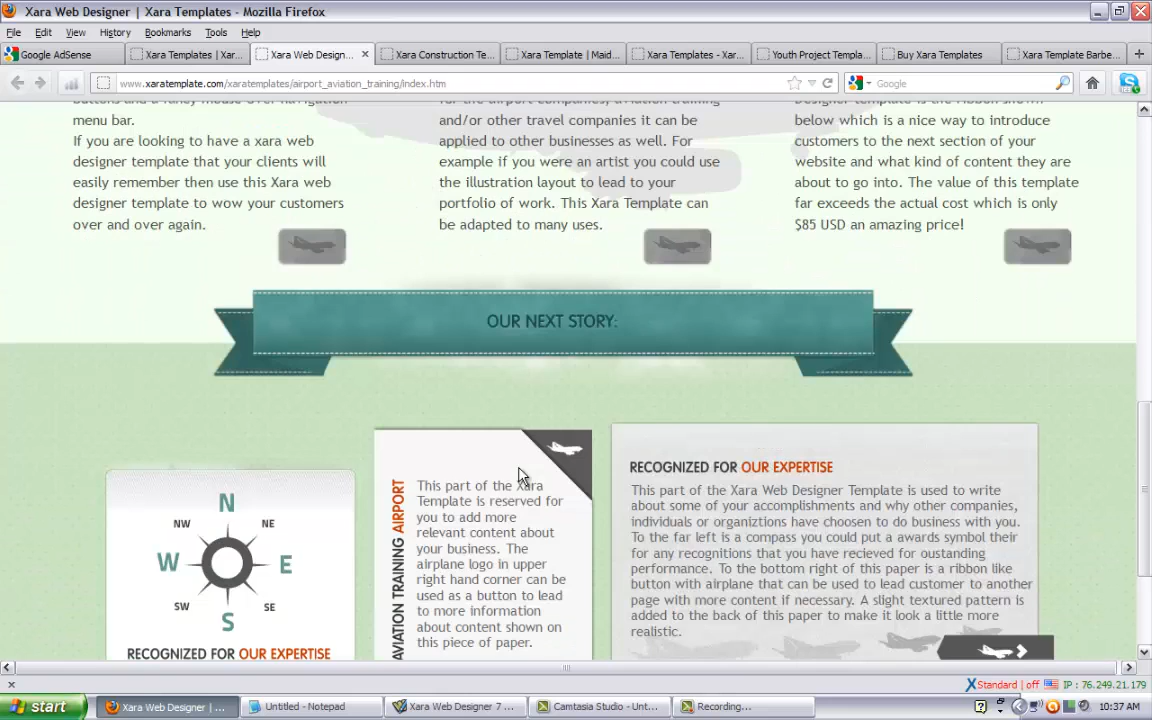 Xara Web Designer | Xara Templates - Mozilla Firefox
File Edit View History Bookmarks Tools Help
Google AdSense
Xara Templates | Xar...
Xara Web Design...
Xara Construction Te...
Xara Template | Maid...
Xara Templates - Xar...
Youth Project Templa...
Buy Xara Templates
Xara Template Barbe...
www.xaratemplate.com/xaratemplates/airport_aviation_training/index.htm
Google
buttons and a fancy mouse over navigation
menu bar.
If you are looking to have a xara web
designer template that your clients will
easily remember then use this Xara web
designer template to wow your customers
over and over again.
for the airport companies, aviation training
and/or other travel companies it can be
applied to other businesses as well. For
example if you were an artist you could use
the illustration layout to lead to your
portfolio of work. This Xara Template can
be adapted to many uses.
Designer template is the ribbon shown
below which is a nice way to introduce
customers to the next section of your
website and what kind of content they are
about to go into. The value of this template
far exceeds the actual cost which is only
$85 USD an amazing price!
OUR NEXT STORY:
N
NW NE
W E
SW SE
S
RECOGNIZED FOR OUR EXPERTISE
AVIATION TRAINING AIRPORT
This part of the Xara
Template is reserved for
you to add more
relevant content about
your business. The
airplane logo in upper
right hand corner can be
used as a button to lead
to more information
about content shown on
this piece of paper.
RECOGNIZED FOR OUR EXPERTISE
This part of the Xara Web Designer Template is used to write
about some of your accomplishments and why other companies,
individuals or organiztions have choosen to do business with you.
To the far left is a compass you could put a awards symbol their
for any recognitions that you have recieved for oustanding
performance. To the bottom right of this paper is a ribbon like
button with airplane that can be used to lead customer to another
page with more content if necessary. A slight textured pattern is
added to the back of this paper to make it look a little more
realistic.
Standard | off IP : 76.249.21.179
start
Xara Web Designer | ...
Untitled - Notepad
Xara Web Designer 7 ...
Camtasia Studio - Unt...
Recording...
10:37 AM